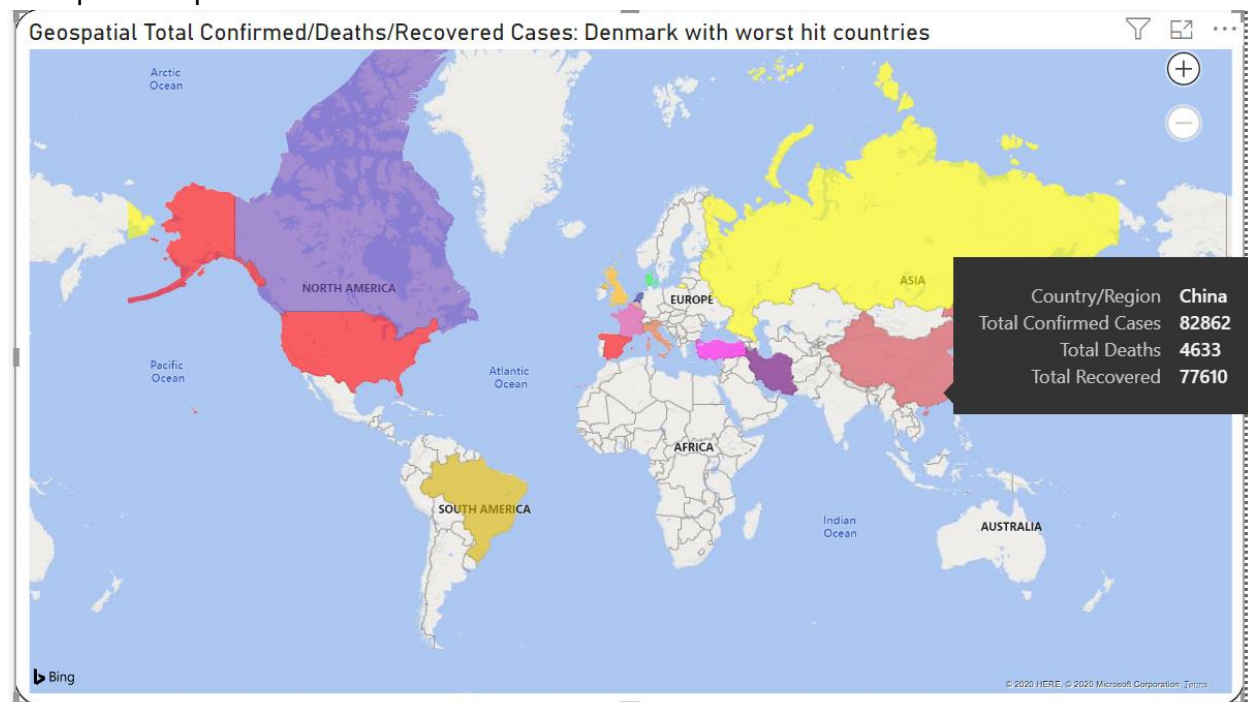 Geospatial Total Confirmed/Deaths/Recovered Cases: Denmark with worst hit countries
Arctic
Ocean
NORTH AMERICA
EUROPE
ASIA
Country/Region China
Total Confirmed Cases 82862
Total Deaths 4633
Total Recovered 77610
Pacific
Ocean
Atlantic
Ocean
AFRICA
SOUTH AMERICA
Indian
Ocean
AUSTRALIA
Bing
© 2020 HERE, © 2020 Microsoft Corporation Terms